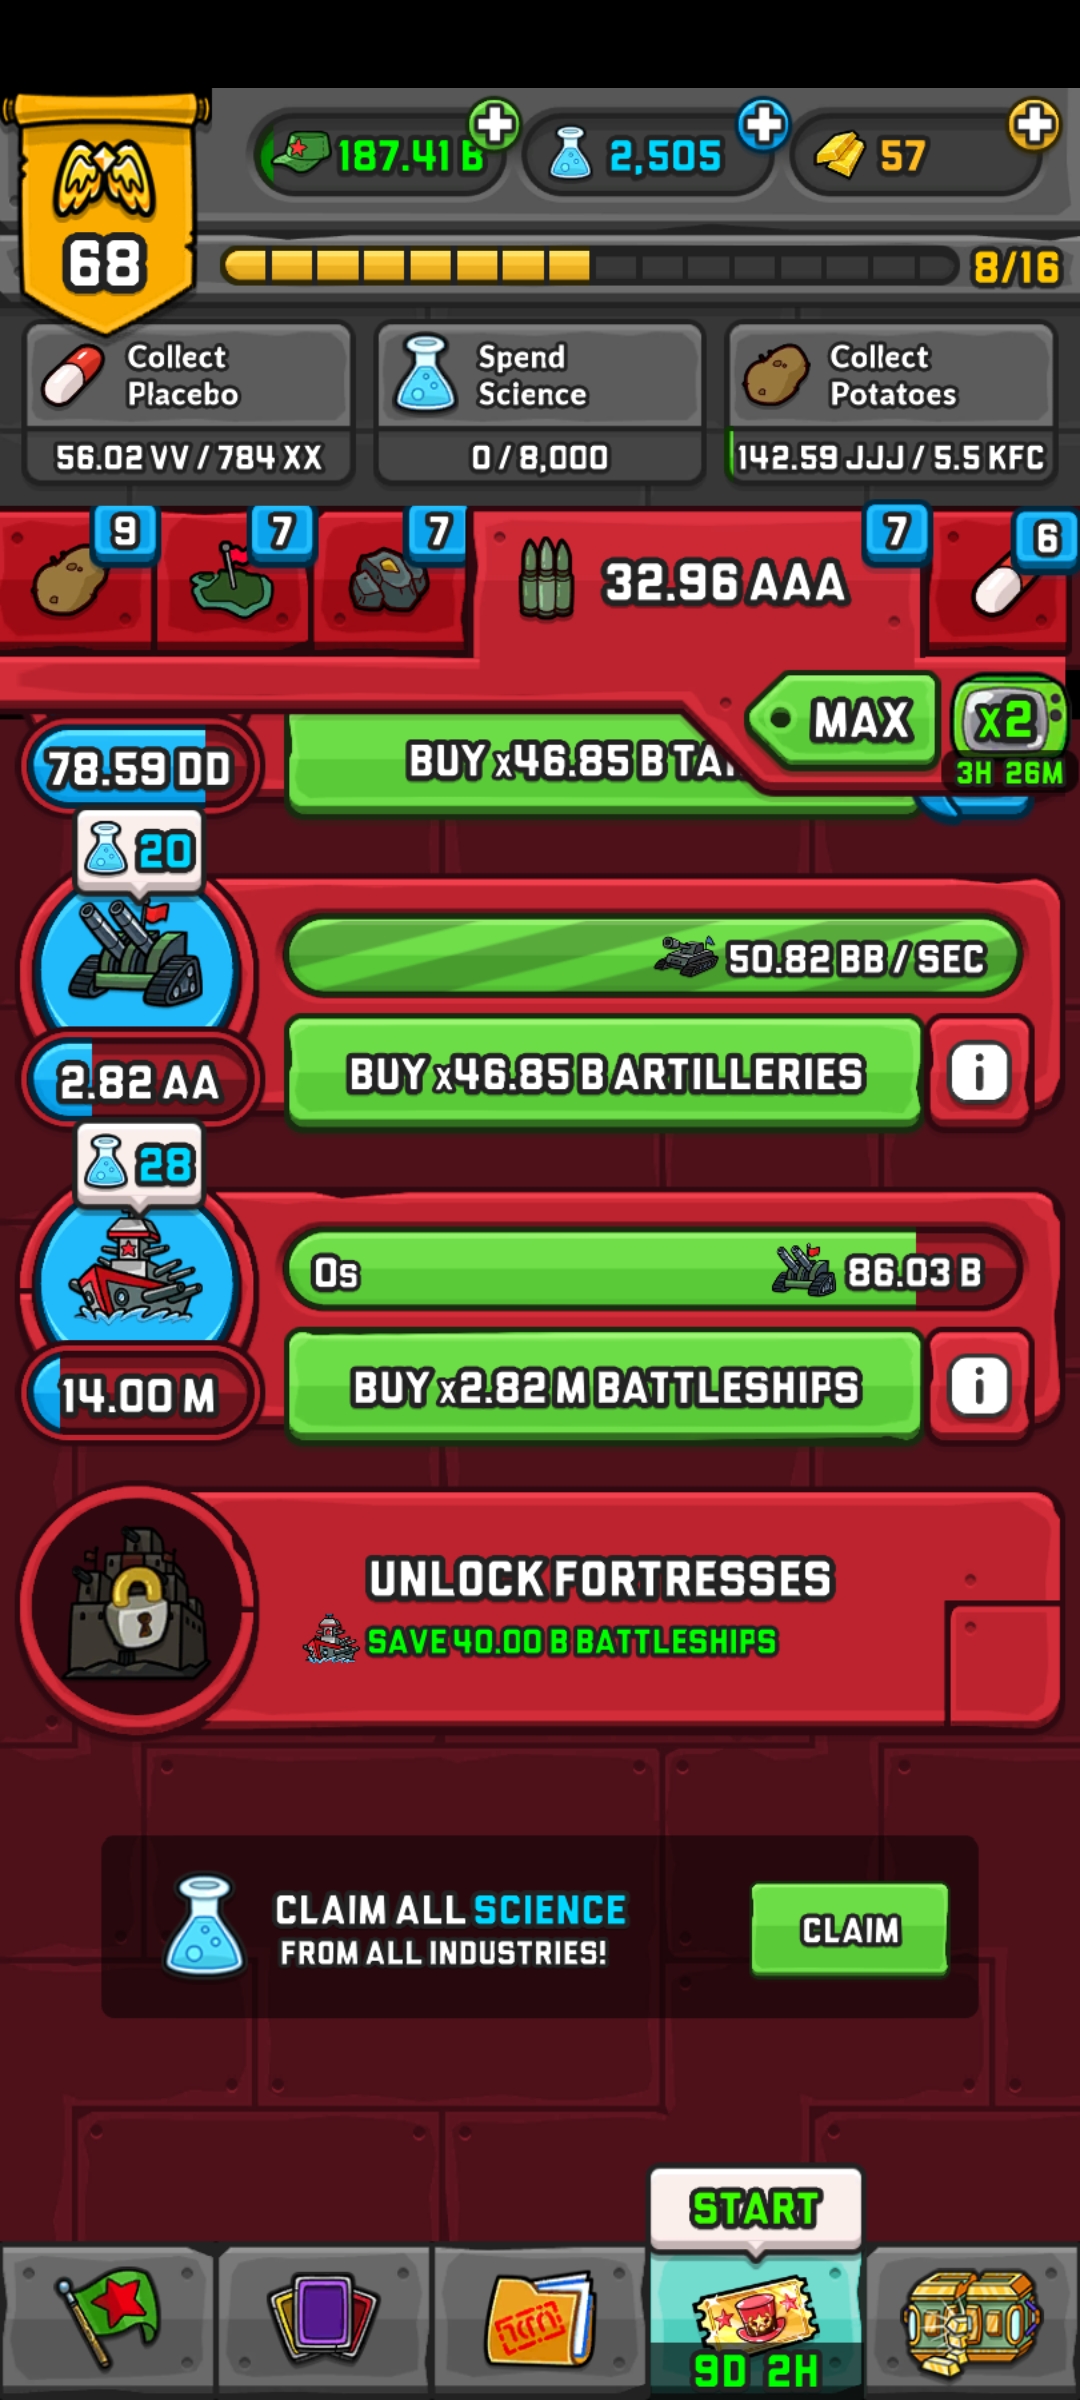 187.41 B
2,505
57
68
8/16
Collect
Placebo
56.02 VV / 784 XX
Spend
Science
0 / 8,000
Collect
Potatoes
142.59 JJJ / 5.5 KFC
9
7
7
32.96 AAA
7
6
MAX
x2
3H 26M
78.59 DD
BUY x46.85 B
20
50.82 BB / SEC
2.82 AA
BUY x46.85 B ARTILLERIES
i
28
0s
86.03 B
14.00 M
BUY x2.82 M BATTLESHIPS
i
UNLOCK FORTRESSES
SAVE 40.00 B BATTLESHIPS
CLAIM ALL SCIENCE
FROM ALL INDUSTRIES!
CLAIM
START
9D 2H